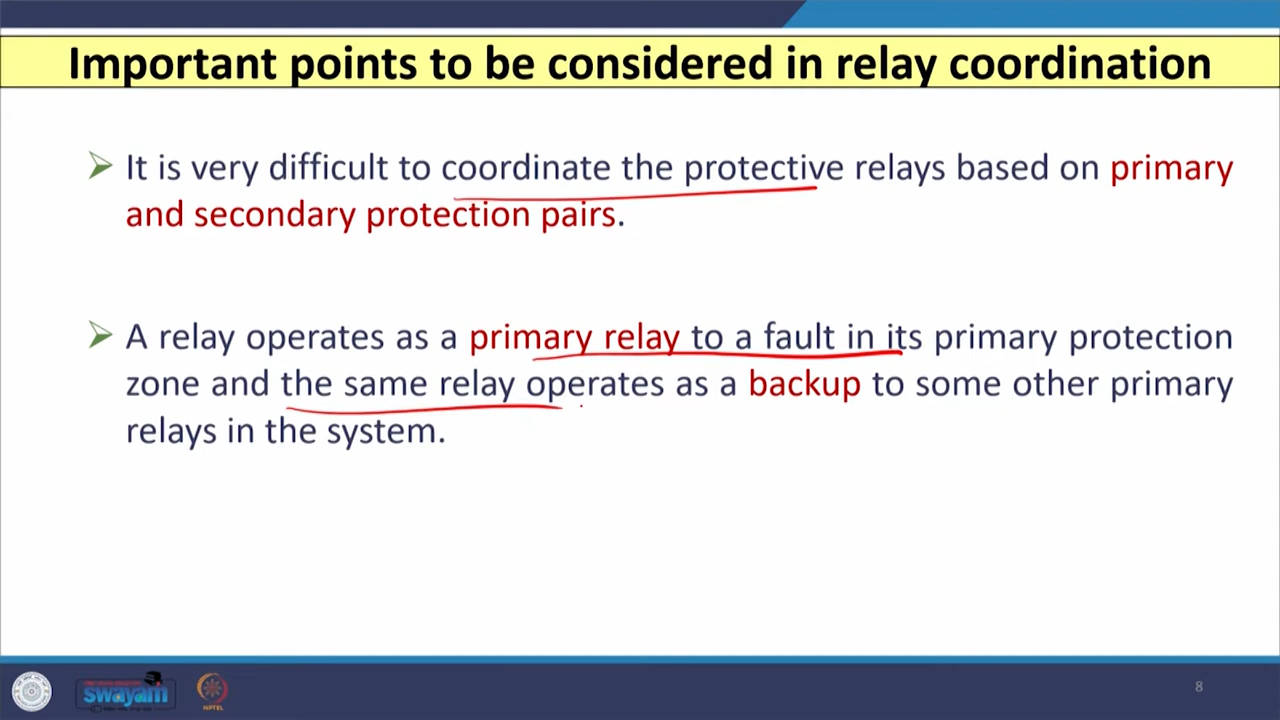 Important points to be considered in relay coordination
It is very difficult to coordinate the protective relays based on primary
and secondary protection pairs.
A relay operates as a primary relay to a fault in its primary protection
zone and the same relay operates as a backup to some other primary
relays in the system.
swayam
NPTEL
8